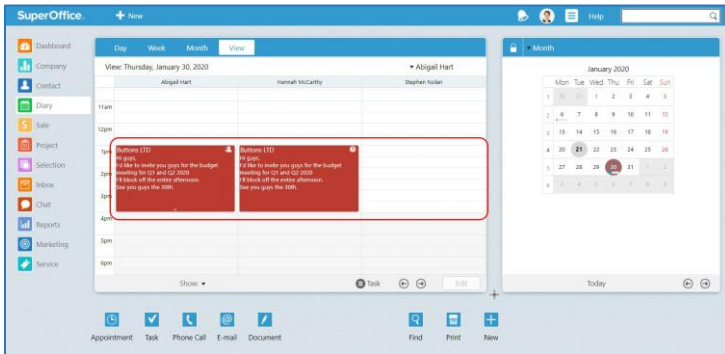 SuperOffice.
New
Help
Dashboard
Company
Contact
Diary
Sale
Project
Selection
Inbox
Chat
Reports
Marketing
Service
Day Week Month View
View: Thursday, January 30, 2020 Abigail Hart
Abigail Hart Hannah McCarthy Stephen Nolan
11am
12pm
1pm
2pm
3pm
4pm
5pm
6pm
Buttons LTD
Hi guys,
I'd like to invite you guys for the budget
meeting for Q1 and Q2 2020
I'll block off the entire afternoon.
See you guys the 30th.
Buttons LTD
Hi guys,
I'd like to invite you guys for the budget
meeting for Q1 and Q2 2020
I'll block off the entire afternoon.
See you guys the 30th.
Show: Task Edit
Month
January 2020
Mon Tue Wed Thu Fri Sat Sun
1 30 31 1 2 3 4 5
2 6 7 8 9 10 11 12
3 13 14 15 16 17 18 19
4 20 21 22 23 24 25 26
5 27 28 29 30 31 1 2
6 3 4 5 6 7 8 9
Today
Appointment Task Phone Call E-mail Document Find Print New